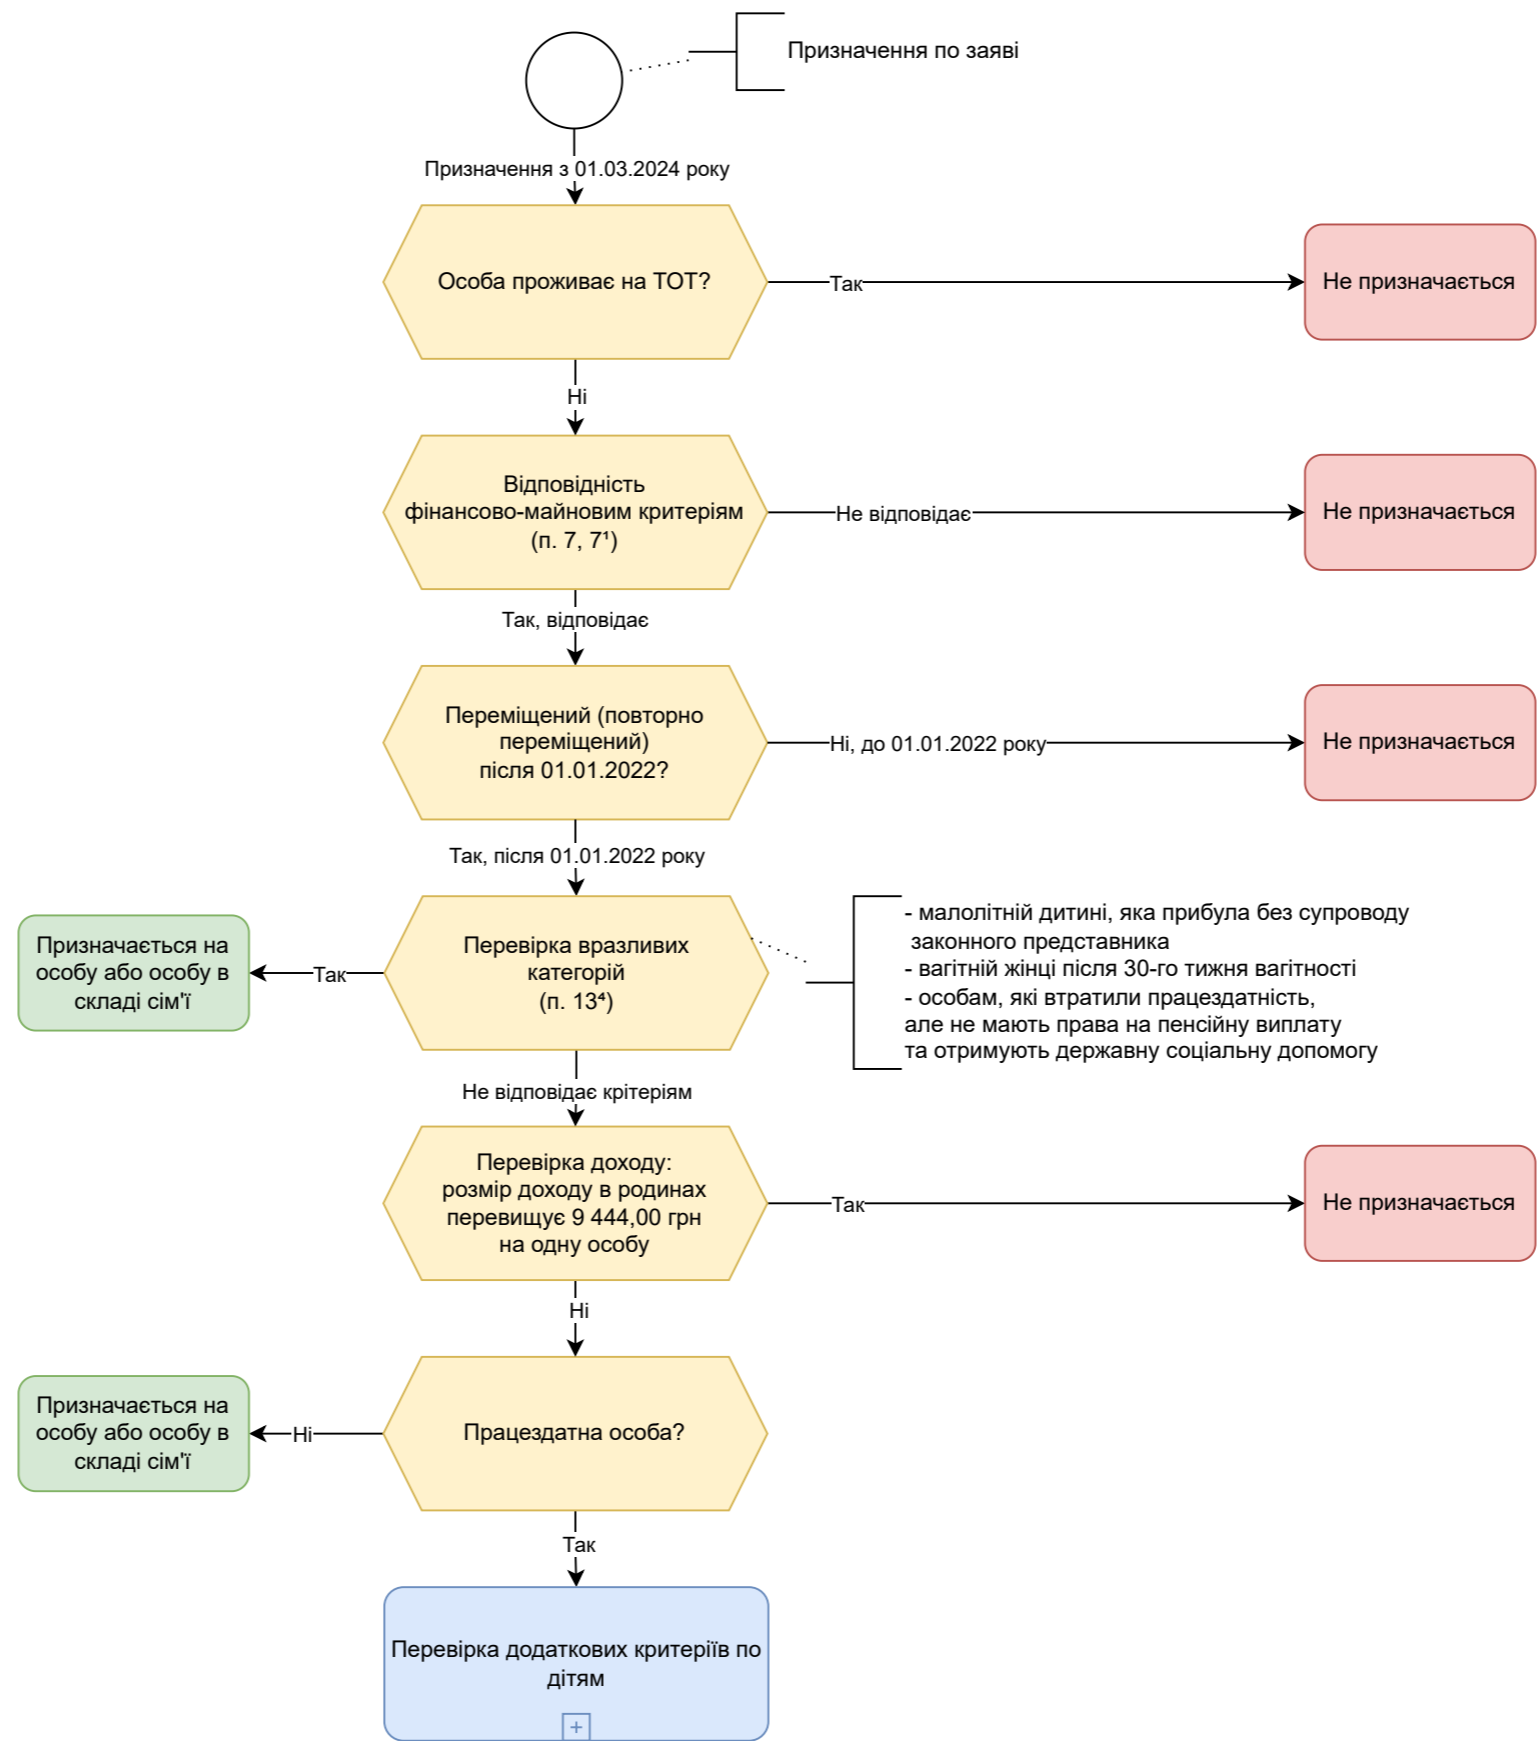 Призначення по заяві
Призначення з 01.03.2024 року
Особа проживає на ТОТ?
Так
Не призначається
Ні
Відповідність
фінансово-майновим критеріям
(п. 7, 7¹)
Не відповідає
Не призначається
Так, відповідає
Переміщений (повторно
переміщений)
після 01.01.2022?
Ні, до 01.01.2022 року
Не призначається
Так, після 01.01.2022 року
Призначається на
особу або особу в
складі сім'ї
Так
Перевірка вразливих
категорій
(п. 13⁴)
- малолітній дитині, яка прибула без супроводу
законного представника
- вагітній жінці після 30-го тижня вагітності
- особам, які втратили працездатність,
але не мають права на пенсійну виплату
та отримують державну соціальну допомогу
Не відповідає крітеріям
Перевірка доходу:
розмір доходу в родинах
перевищує 9 444,00 грн
на одну особу
Так
Не призначається
Ні
Призначається на
особу або особу в
складі сім'ї
Ні
Працездатна особа?
Так
Перевірка додаткових критеріїв по
дітям
+